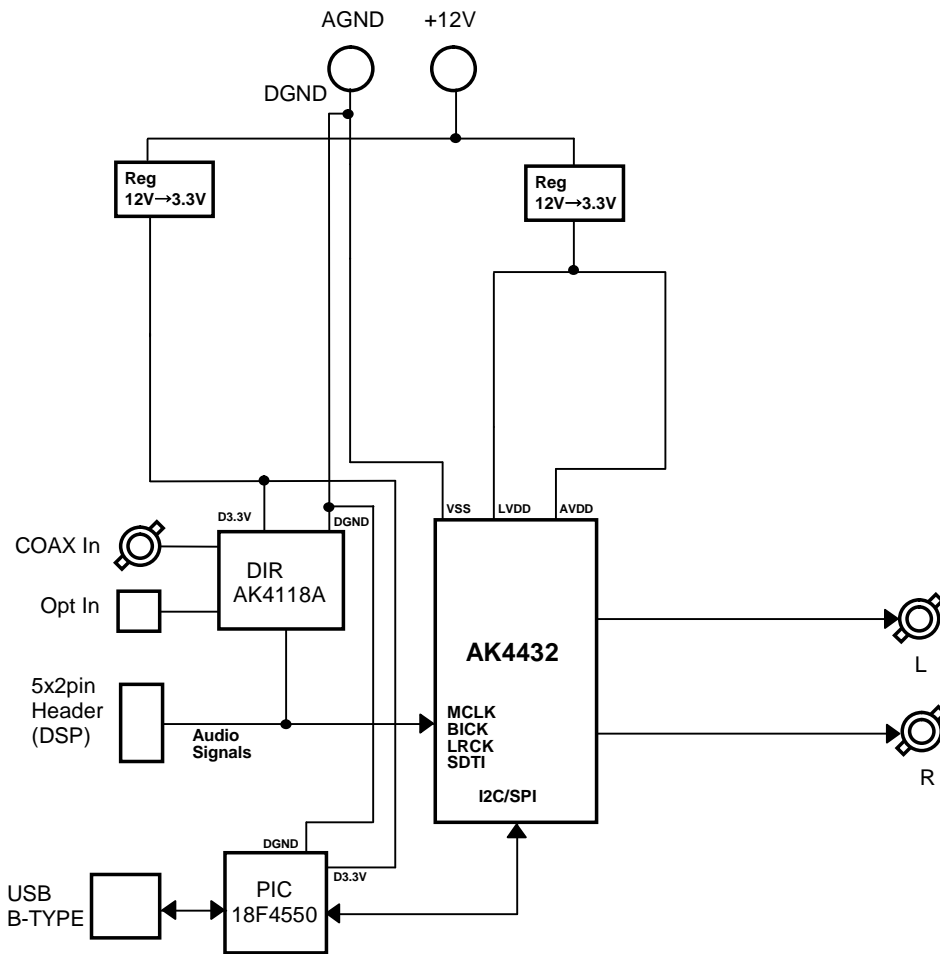 AGND
+12V
DGND
Reg
12V→3.3V
Reg
12V→3.3V
VSS
LVDD
AVDD
D3.3V
DGND
COAX In
DIR
AK4118A
Opt In
AK4432
L
5x2pin
Header
(DSP)
Audio
Signals
MCLK
BICK
LRCK
SDTI
R
I2C/SPI
DGND
D3.3V
USB
B-TYPE
PIC
18F4550